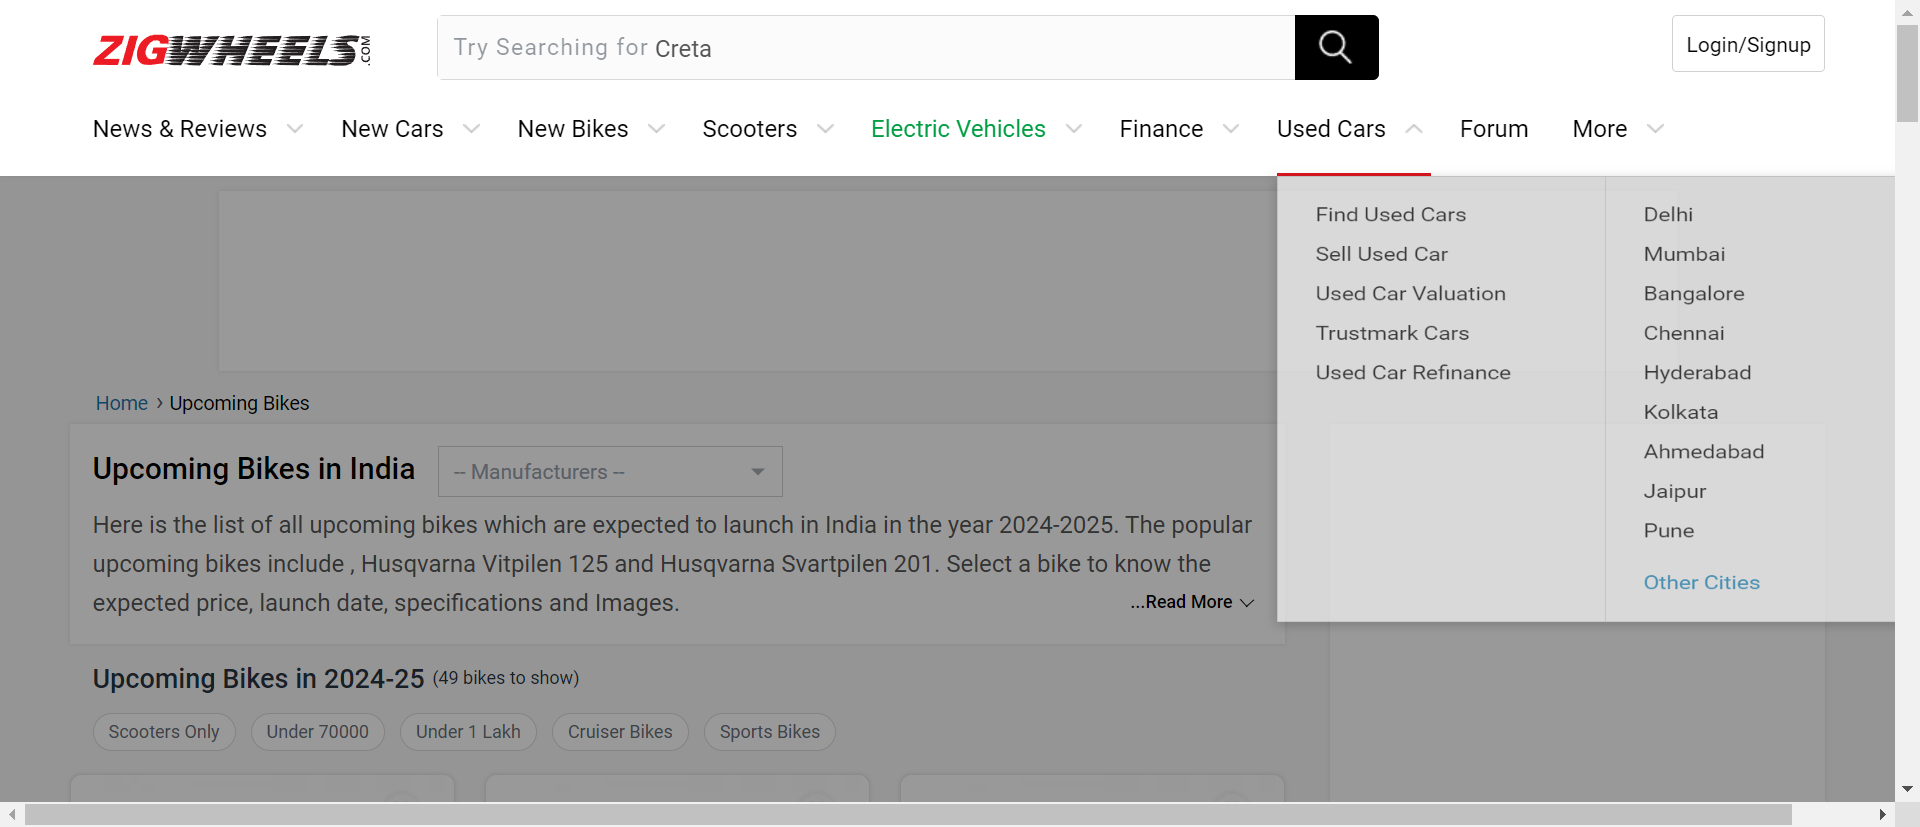 ZIGWHEELS.COM
Try Searching for Creta
Login/Signup
News & Reviews New Cars New Bikes Scooters Electric Vehicles Finance Used Cars Forum More
Find Used Cars
Sell Used Car
Used Car Valuation
Trustmark Cars
Used Car Refinance
Delhi
Mumbai
Bangalore
Chennai
Hyderabad
Kolkata
Ahmedabad
Jaipur
Pune
Other Cities
Home › Upcoming Bikes
Upcoming Bikes in India
-- Manufacturers --
Here is the list of all upcoming bikes which are expected to launch in India in the year 2024-2025. The popular
upcoming bikes include , Husqvarna Vitpilen 125 and Husqvarna Svartpilen 201. Select a bike to know the
expected price, launch date, specifications and Images.
...Read More
Upcoming Bikes in 2024-25 (49 bikes to show)
Scooters Only Under 70000 Under 1 Lakh Cruiser Bikes Sports Bikes